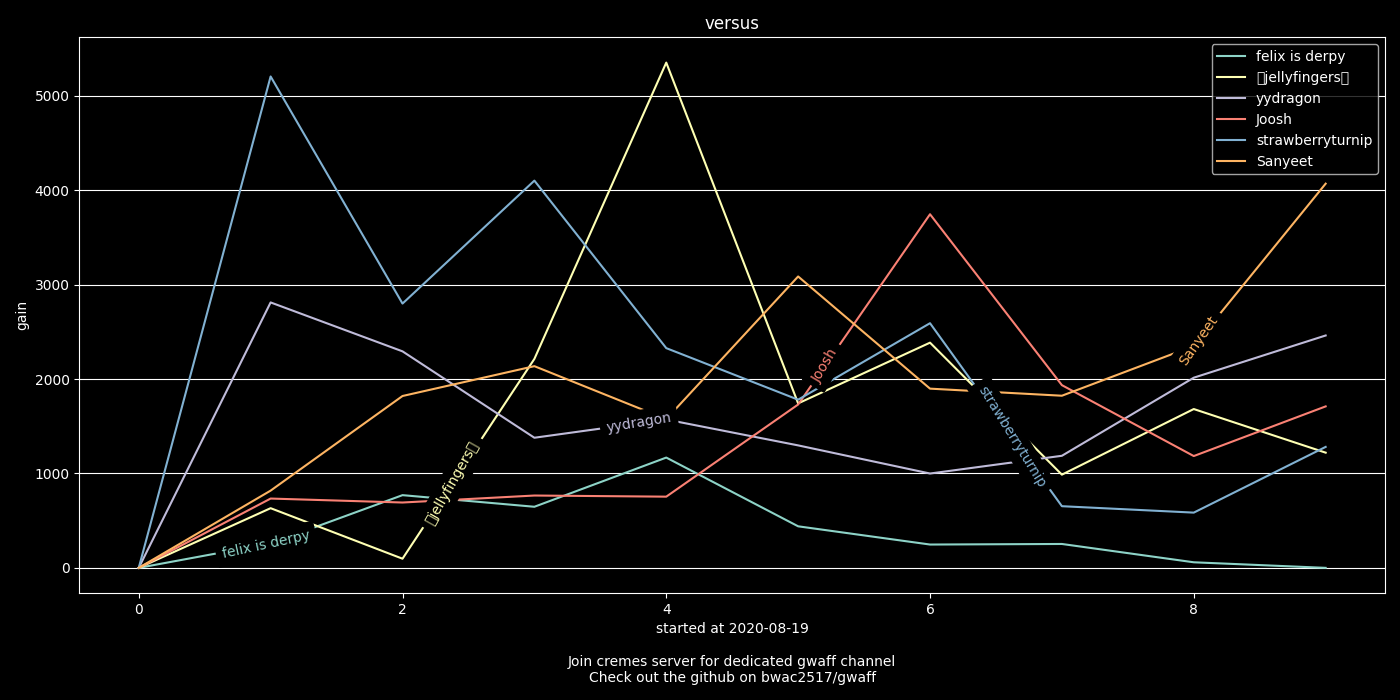 versus
felix is derpy
jellyfingers
yydragon
Joosh
strawberryturnip
Sanyeet
5000
4000
3000
2000
1000
0
gain
felix is derpy
jellyfingers
yydragon
Joosh
strawberryturnip
Sanyeet
0 2 4 6 8
started at 2020-08-19
Join cremes server for dedicated gwaff channel
Check out the github on bwac2517/gwaff